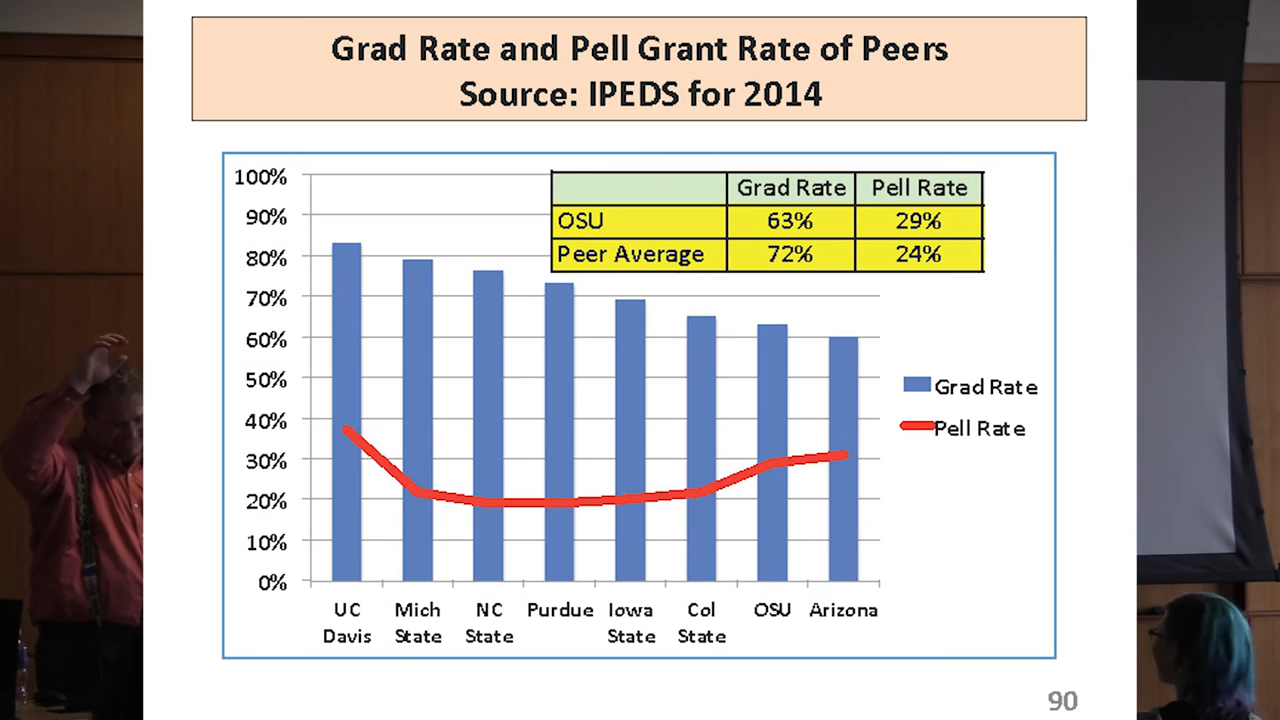 Grad Rate and Pell Grant Rate of Peers
Source: IPEDS for 2014
100%
90%
80%
70%
60%
50%
40%
30%
20%
10%
0%
Grad Rate Pell Rate
OSU 63% 29%
Peer Average 72% 24%
Grad Rate
Pell Rate
UC Davis
Mich State
NC State
Purdue
Iowa State
Col State
OSU
Arizona
90